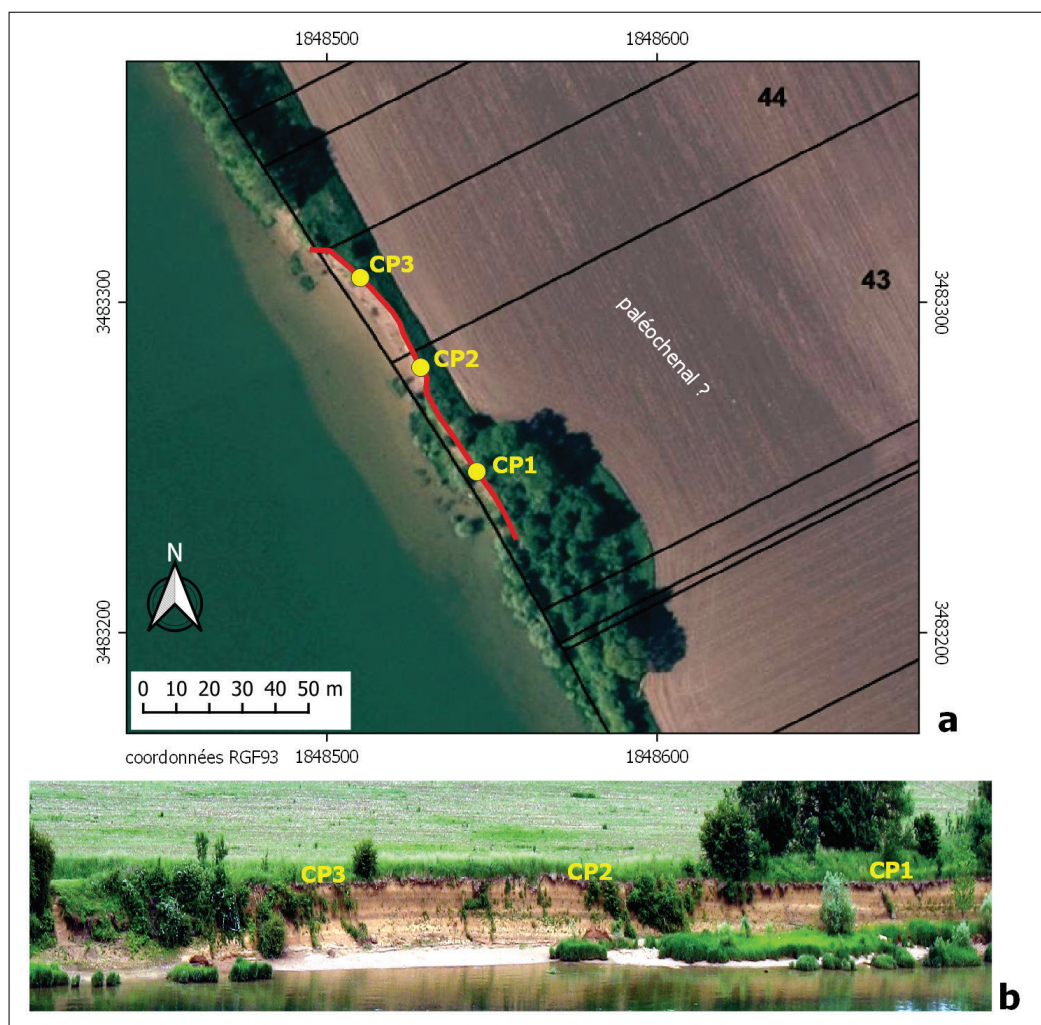 1848500 1848600
44
CP3
43
3483300 3483300
paléochenal ?
CP2
CP1
N
3483200 3483200
0 10 20 30 40 50 m
a
coordonnées RGF93 1848500 1848600
CP3 CP2 CP1
b